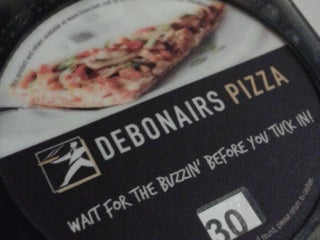 DEBONAIRS PIZZA
WAIT FOR THE BUZZIN' BEFORE YOU TUCK IN!
30